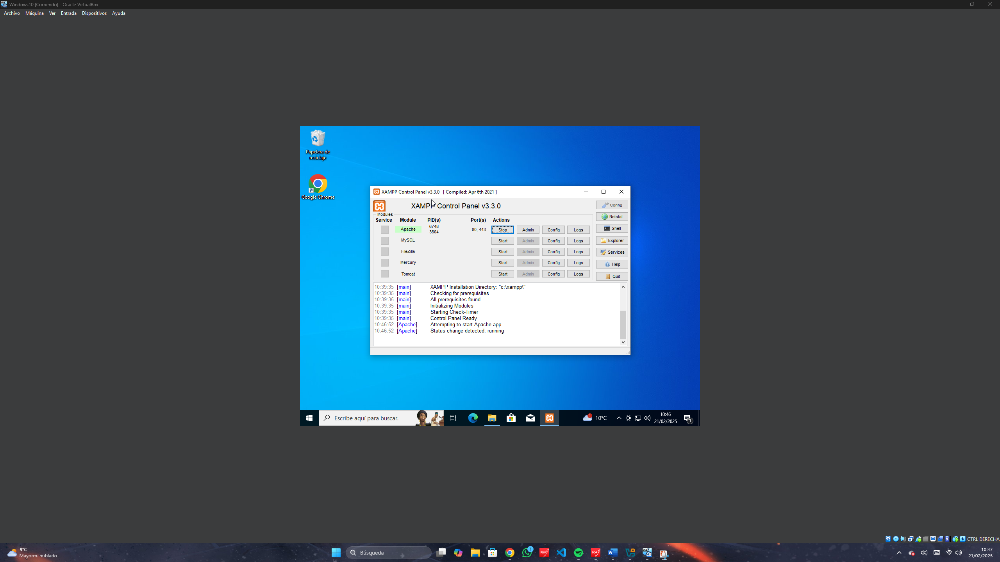 Windows10 [Corriendo] - Oracle VirtualBox
Archivo Máquina Ver Entrada Dispositivos Ayuda
Papelera de
reciclaje
Google Chrome
XAMPP Control Panel v3.3.0 [ Compiled: Apr 6th 2021 ]
XAMPP Control Panel v3.3.0
Config
Modules
Netstat
Service Module PID(s) Port(s) Actions
Apache 6748 3604 80, 443 Stop Admin Config Logs
Shell
MySQL Start Admin Config Logs
Explorer
FileZilla Start Admin Config Logs
Services
Mercury Start Admin Config Logs
Help
Tomcat Start Admin Config Logs
Quit
10:39:35 [main] XAMPP Installation Directory: "c:\xampp\"
10:39:35 [main] Checking for prerequisites
10:39:35 [main] All prerequisites found
10:39:35 [main] Initializing Modules
10:39:35 [main] Starting Check-Timer
10:39:35 [main] Control Panel Ready
10:46:52 [Apache] Attempting to start Apache app...
10:46:52 [Apache] Status change detected: running
Escribe aquí para buscar.
1
10°C
10:46
21/02/2025
1
CTRL DERECHA
9°C
Mayorm. nublado
Búsqueda
1
PDF
PDF
10:47
21/02/2025